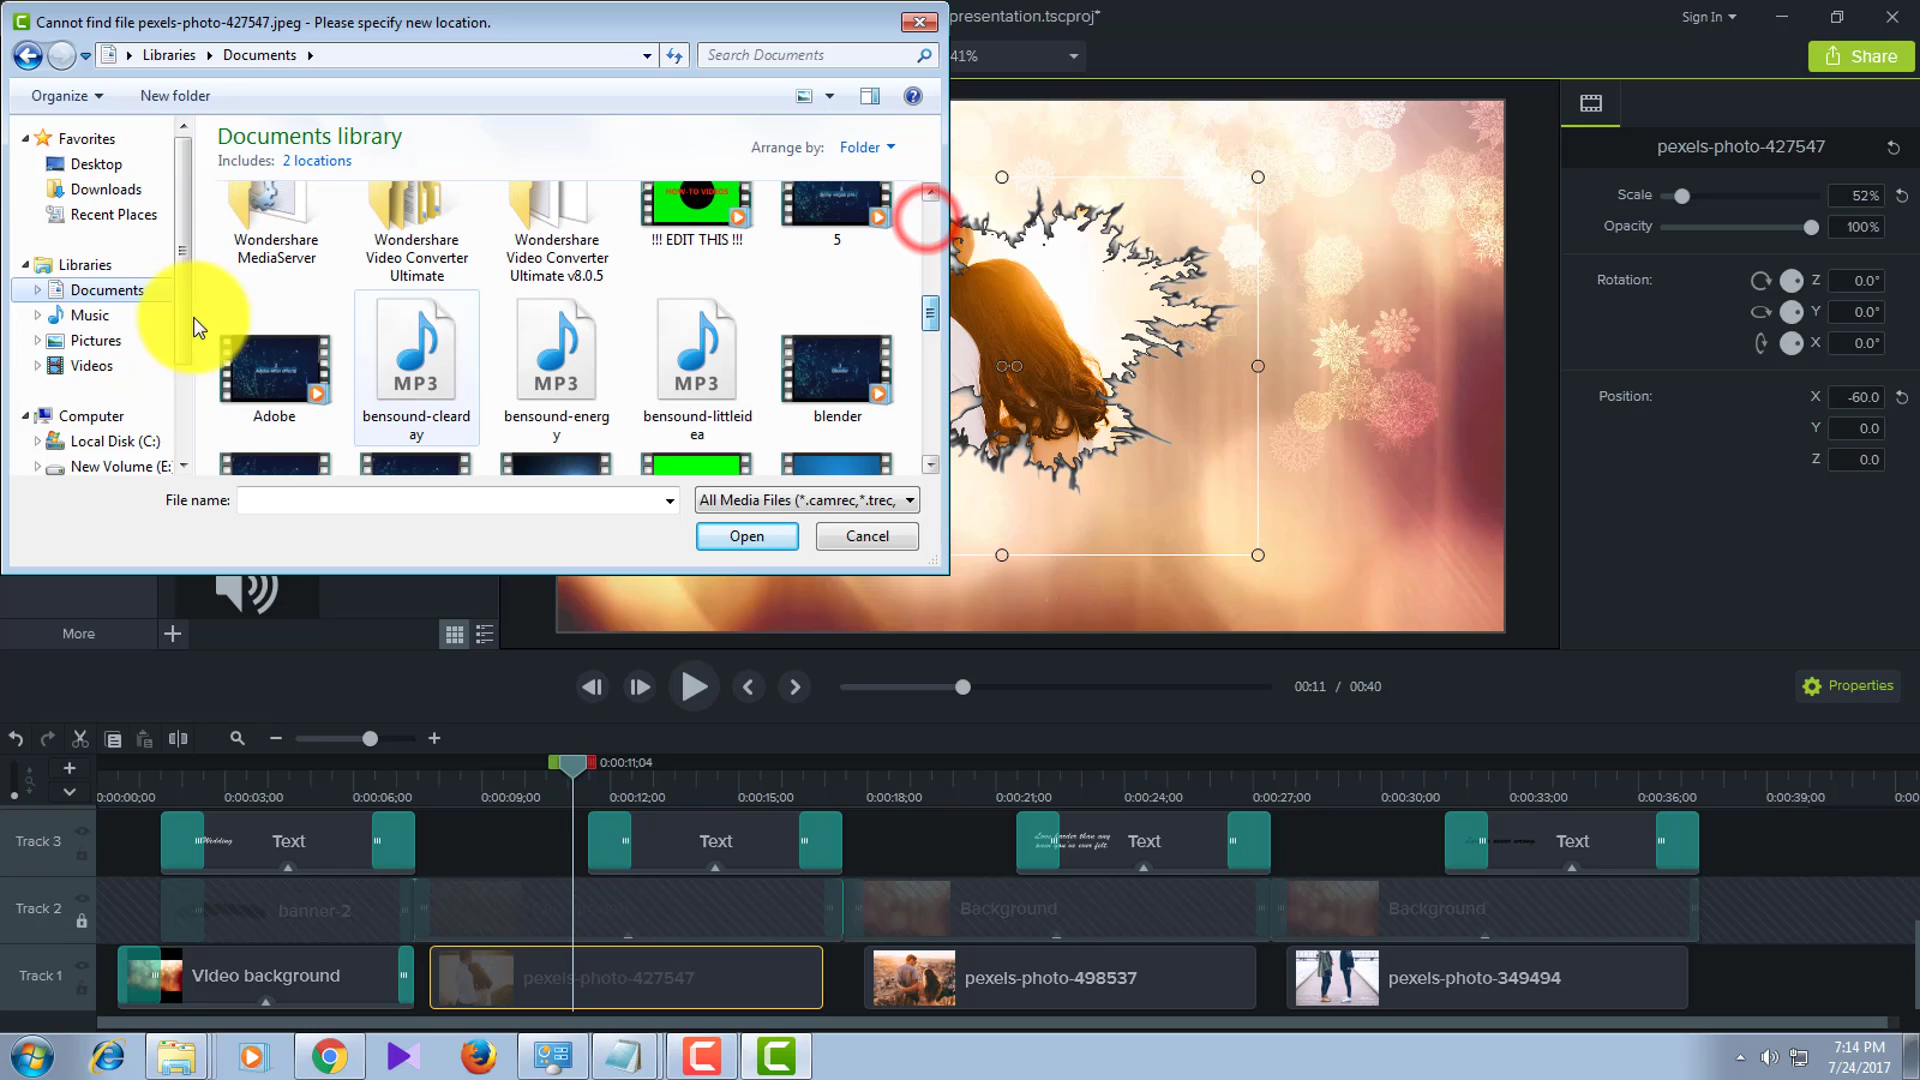 Cannot find file pexels-photo-427547.jpeg - Please specify new location.
presentation.tscproj*
Sign In
Libraries
Documents
Search Documents
41%
Share
Organize
New folder
Favorites
Desktop
Downloads
Recent Places
Libraries
Documents
Music
Pictures
Videos
Computer
Local Disk (C:)
New Volume (E:
Documents library
Includes: 2 locations
Arrange by: Folder
HOW-TO VIDEOS
Wondershare
MediaServer
Wondershare
Video Converter
Ultimate
Wondershare
Video Converter
Ultimate v8.0.5
!!! EDIT THIS !!!
5
Adobe
MP3
bensound-cleard
ay
MP3
bensound-energ
y
MP3
bensound-littleid
ea
blender
File name:
All Media Files (*.camrec,*.trec,
Open
Cancel
pexels-photo-427547
Scale
52%
Opacity
100%
Rotation:
Z
0.0°
Y
0.0°
X
0.0°
Position:
X
-60.0
Y
0.0
Z
0.0
More
00:11 / 00:40
Properties
0:00:11;04
0:00:00;00
0:00:03;00
0:00:06;00
0:00:09;00
0:00:12;00
0:00:15;00
0:00:18;00
0:00:21;00
0:00:24;00
0:00:27;00
0:00:30;00
0:00:33;00
0:00:36;00
0:00:39;00
0:00
Track 3
Wedding
Text
Text
Love harder than any
Text
Text
Track 2
banner-2
Background
Background
Track 1
VIdeo background
pexels-photo-427547
pexels-photo-498537
pexels-photo-349494
7:14 PM
7/24/2017